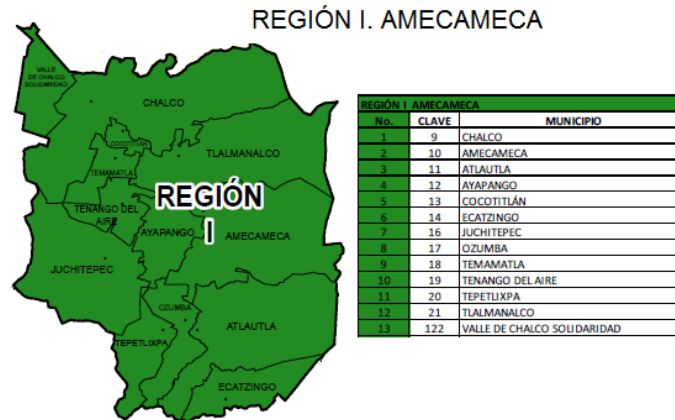 REGIÓN I. AMECAMECA
VALLE
DE CHALCO
SOLIDARIDAD
CHALCO
COCOTITLÁN
TLALMANALCO
TEMAMATLA
REGIÓN
I
TENANGO DEL
AIRE
AYAPANGO
AMECAMECA
JUCHITEPEC
OZUMBA
ATLAUTLA
TEPETLIXPA
ECATZINGO
REGIÓN I AMECAMECA
No. CLAVE MUNICIPIO
1 9 CHALCO
2 10 AMECAMECA
3 11 ATLAUTLA
4 12 AYAPANGO
5 13 COCOTITLÁN
6 14 ECATZINGO
7 16 JUCHITEPEC
8 17 OZUMBA
9 18 TEMAMATLA
10 19 TENANGO DEL AIRE
11 20 TEPETLIXPA
12 21 TLALMANALCO
13 122 VALLE DE CHALCO SOLIDARIDAD